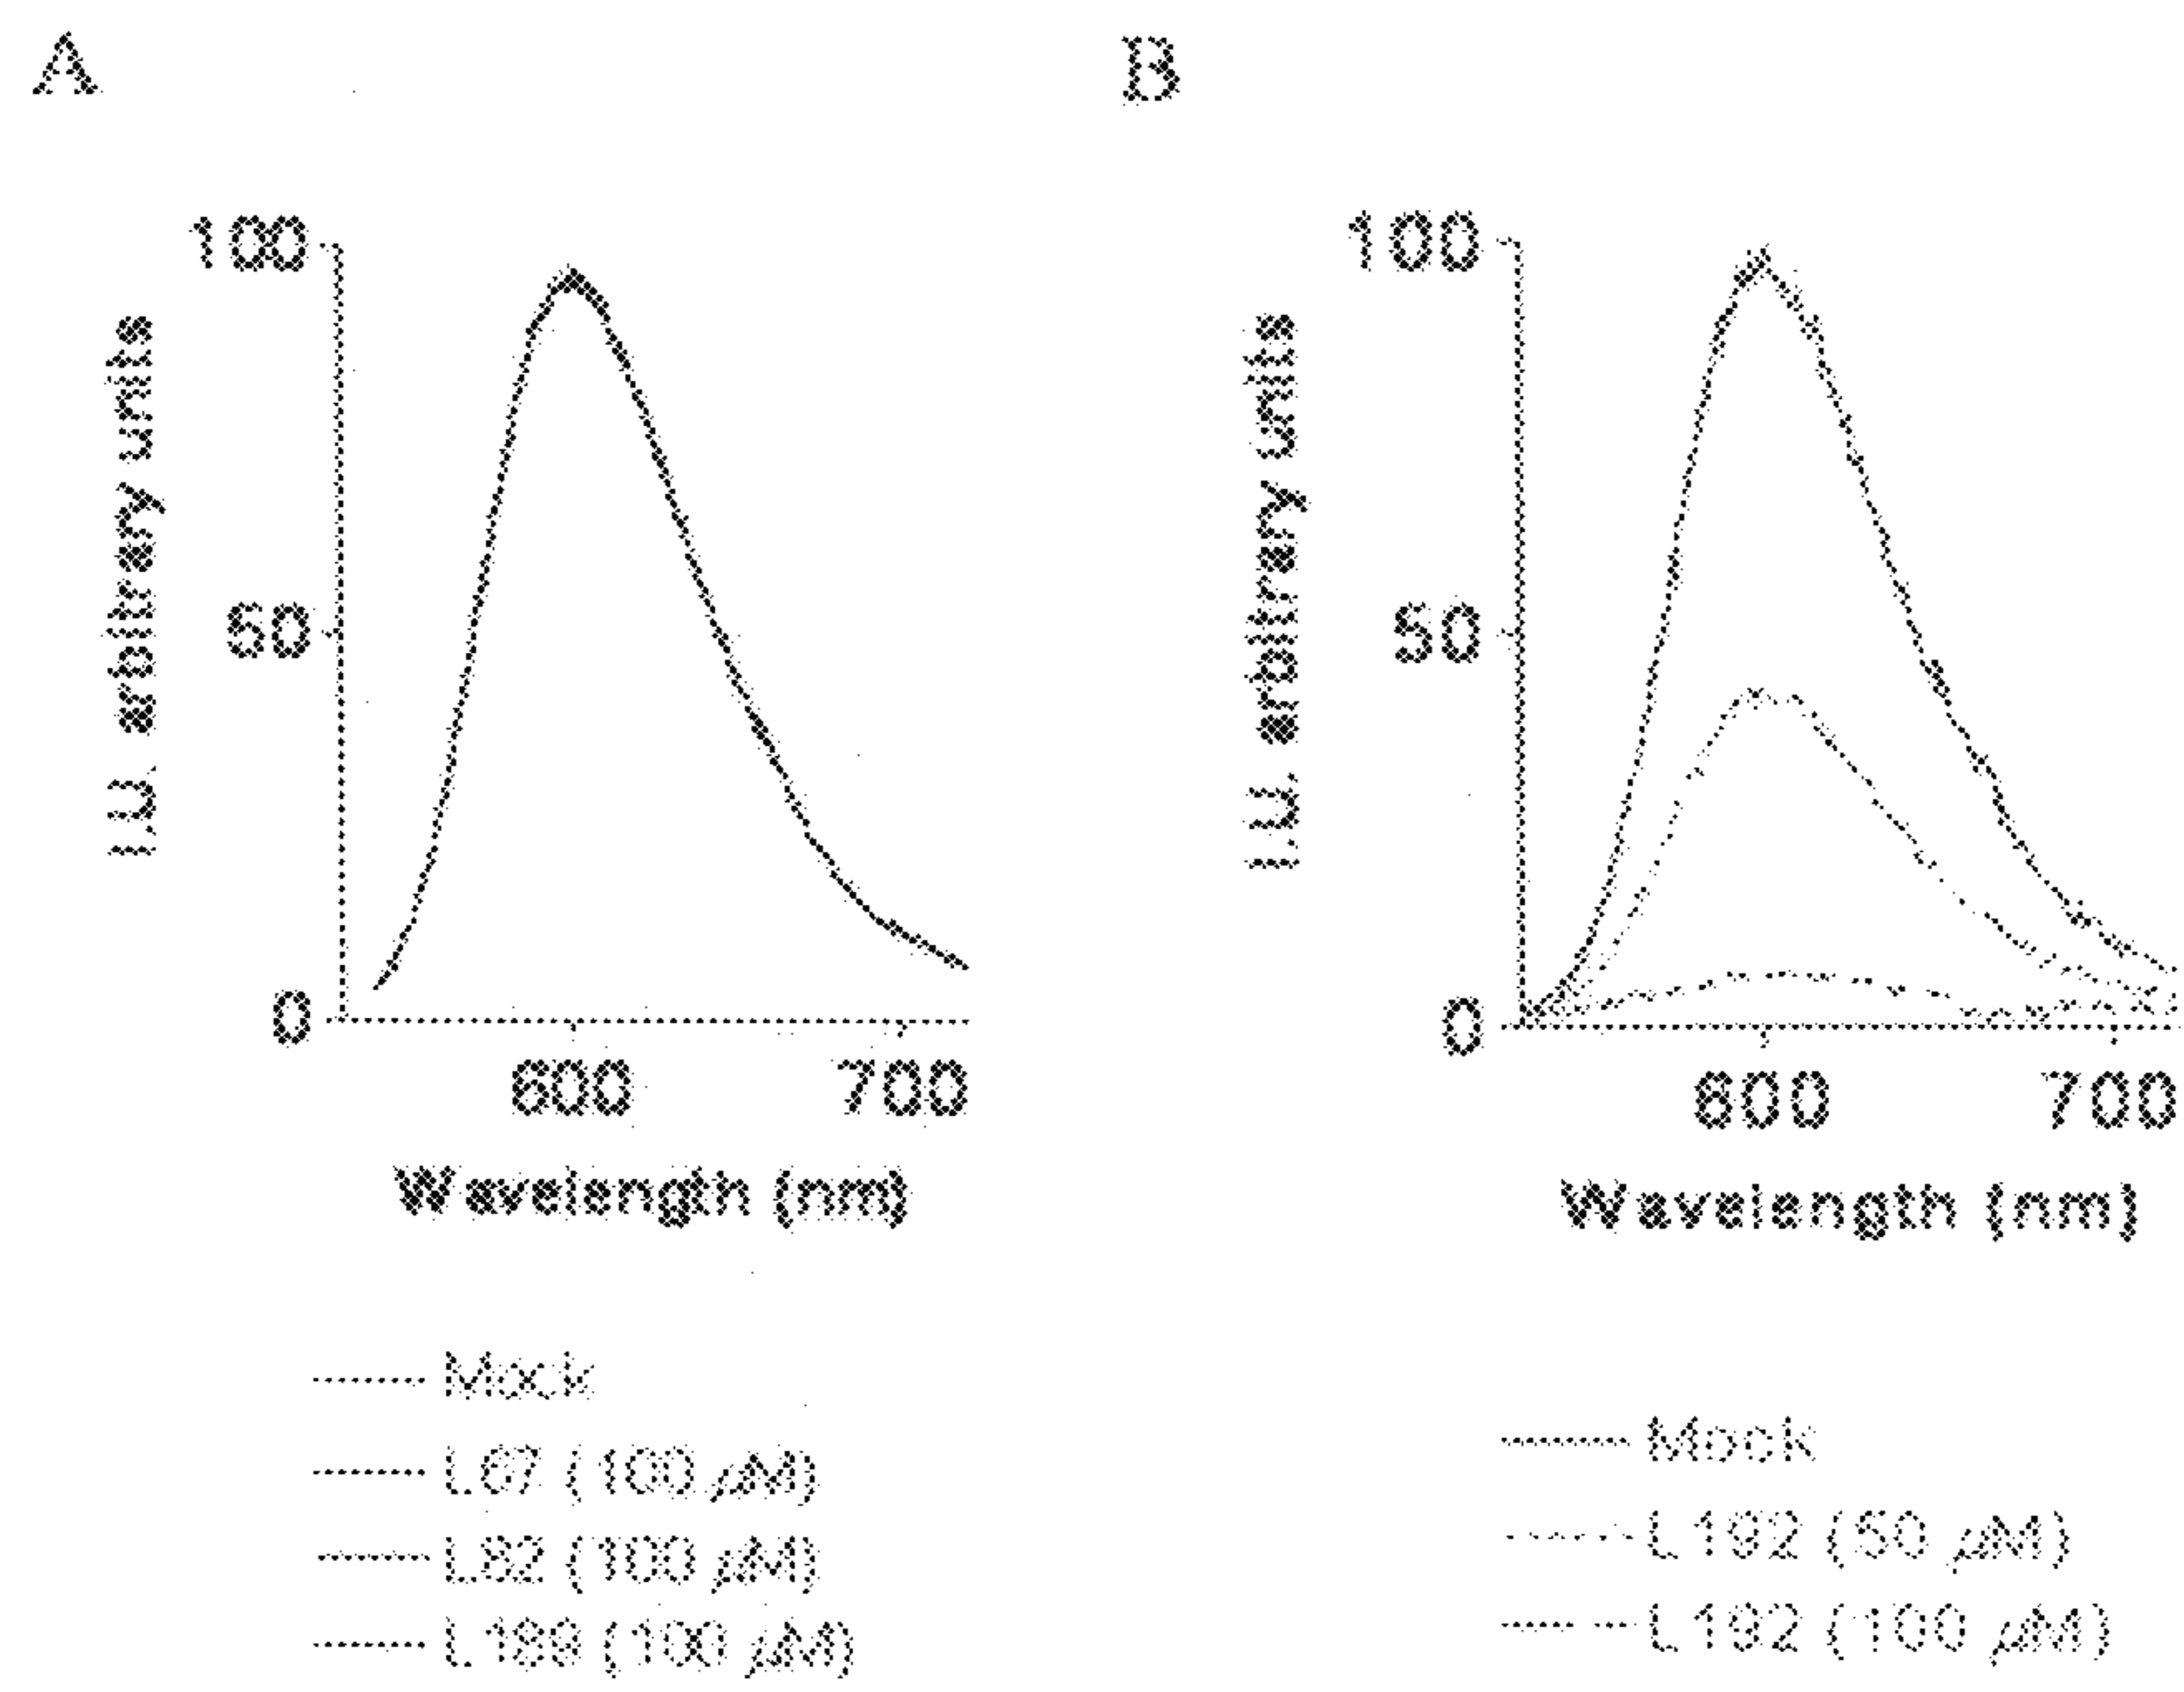 A
100
50
0
I.U. arbitrary units
600
700
Wavelength (nm)
Mock
L67 (100 µM)
L82 (100 µM)
L189 (100 µM)
B
100
50
0
I.U. arbitrary units
600
700
Wavelength (nm)
Mock
L192 (50 µM)
L192 (100 µM)